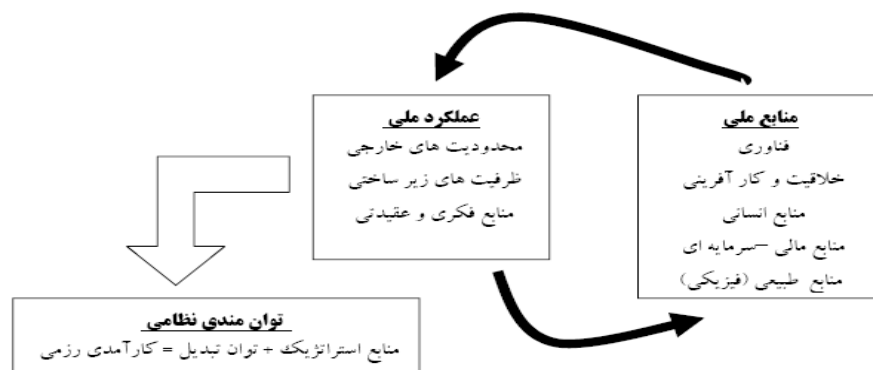 منابع ملی
فناوری
خلاقیت و کار آفرینی
منابع انسانی
منابع مالی –سرمایه ای
منابع طبیعی (فیزیکی)
عملکرد ملی
محدودیت های خارجی
ظرفیت های زیر ساختی
منابع فکری و عقیدتی
توان مندی نظامی
منابع استراتژیک + توان تبدیل = کارآمدی رزمی